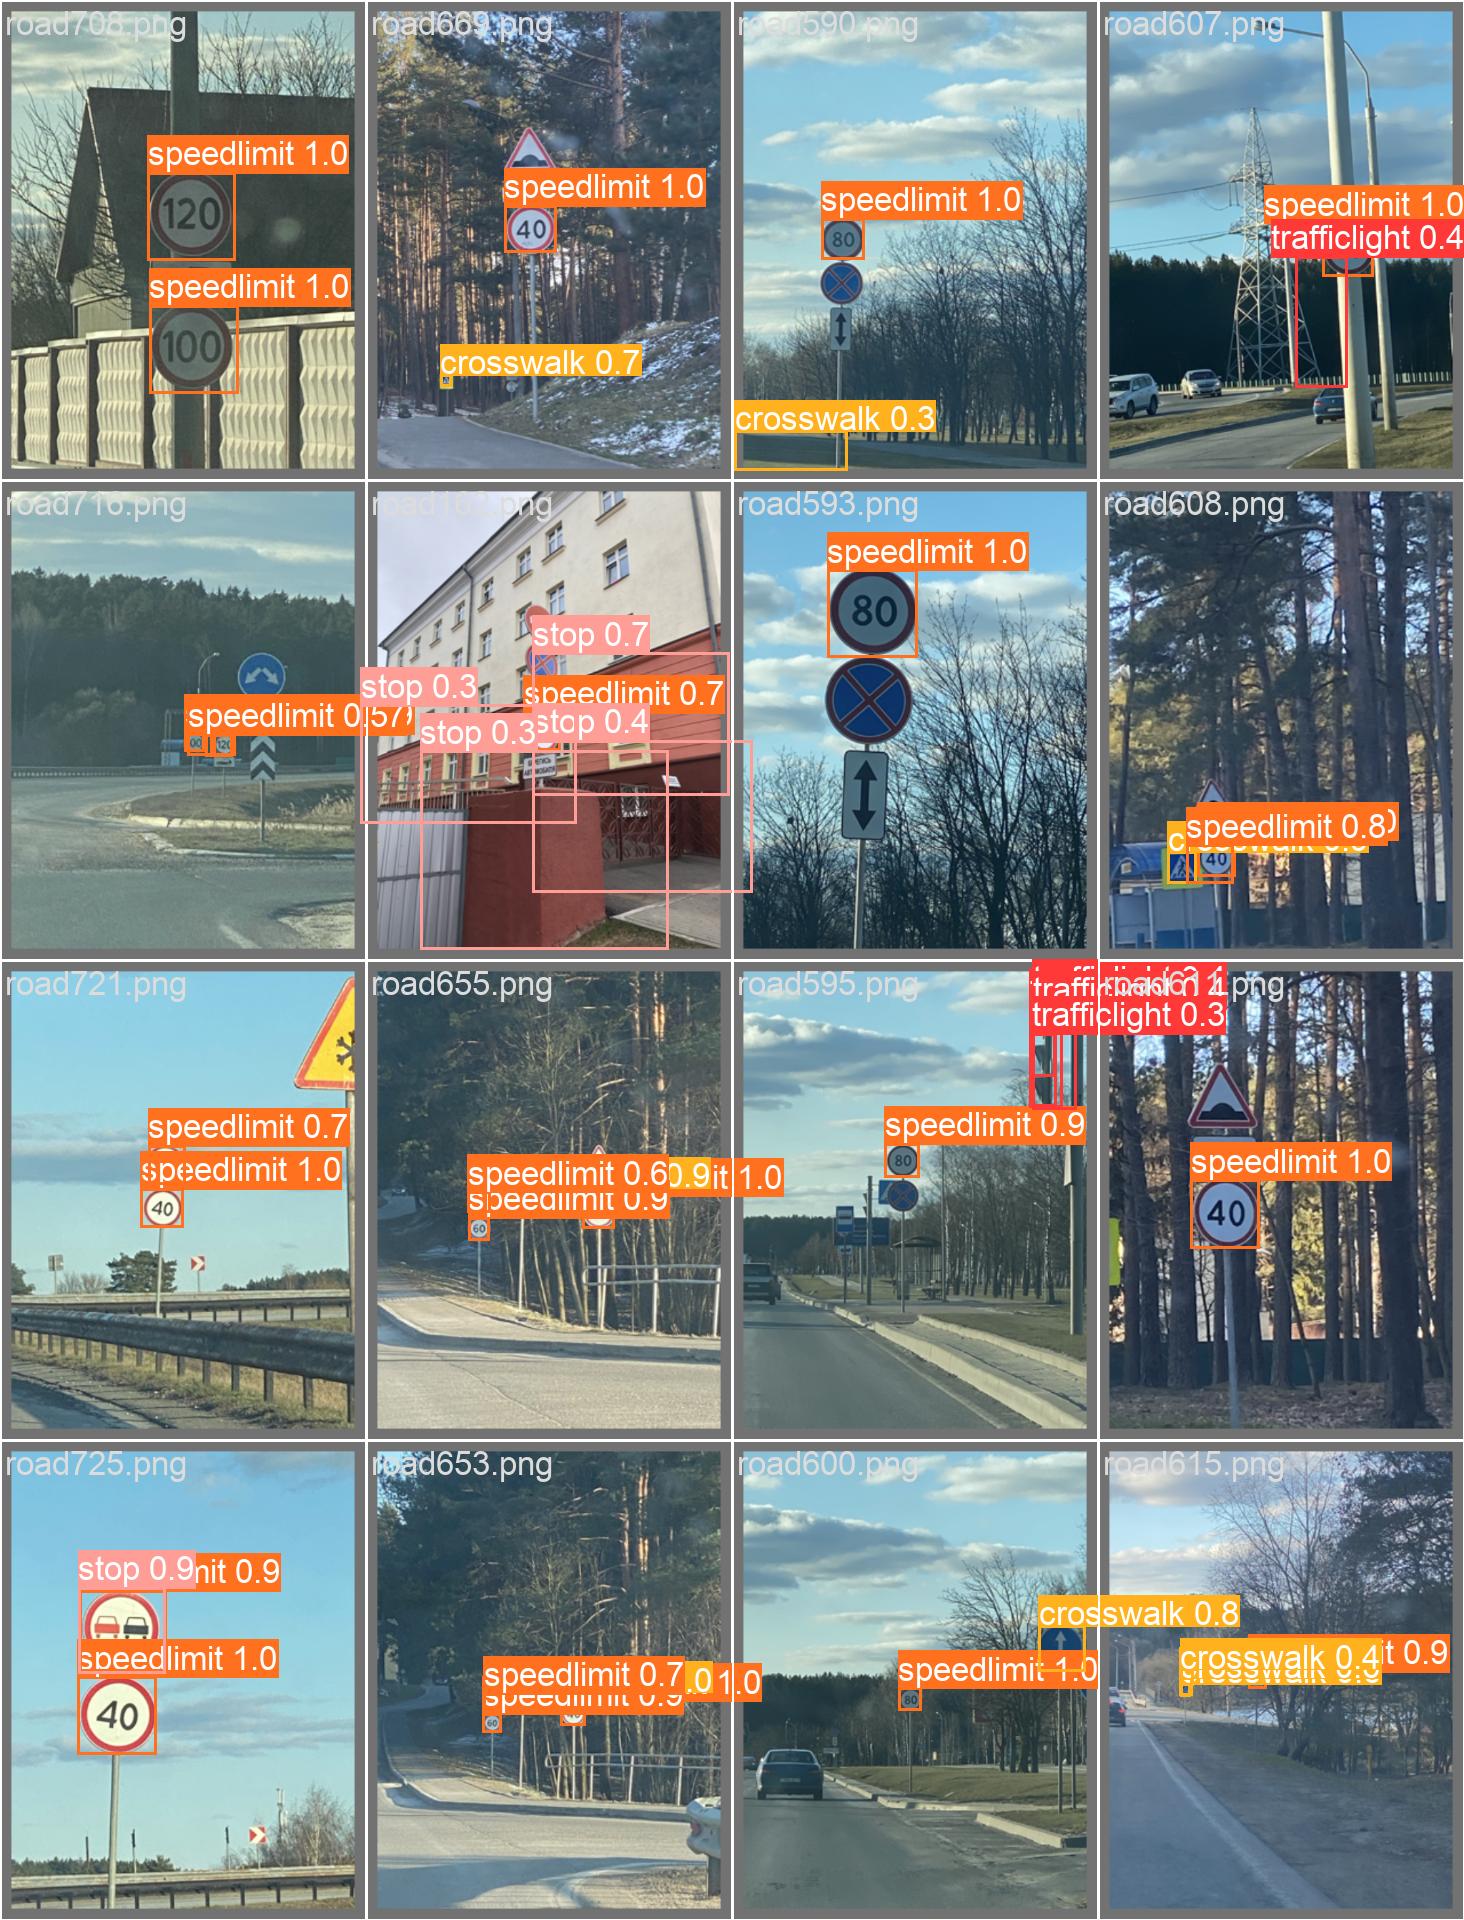 road708.png
speedlimit 1.0
120
speedlimit 1.0
100
road669.png
speedlimit 1.0
40
crosswalk 0.7
road590.png
speedlimit 1.0
80
crosswalk 0.3
road607.png
speedlimit 1.0
trafficlight 0.4
road716.png
speedlimit 0.57
120
stop 0.7
stop 0.3
speedlimit 0.7
stop 0.3
stop 0.4
БЕРЕГИСЬ
АВТОМОБИЛЯ
road593.png
speedlimit 1.0
80
road608.png
speedlimit 0.8
40
road721.png
speedlimit 0.7
speedlimit 1.0
40
road655.png
speedlimit 0.6
0.9
it 1.0
speedlimit 0.9
60
road595.png
trafficlight 0.3
speedlimit 0.9
80
road611.png
speedlimit 1.0
40
road725.png
stop 0.9
mit 0.9
speedlimit 1.0
40
road653.png
speedlimit 0.7
.0
1.0
speedlimit 0.9
60
road600.png
crosswalk 0.8
speedlimit 1.0
80
road615.png
crosswalk 0.4
it 0.9